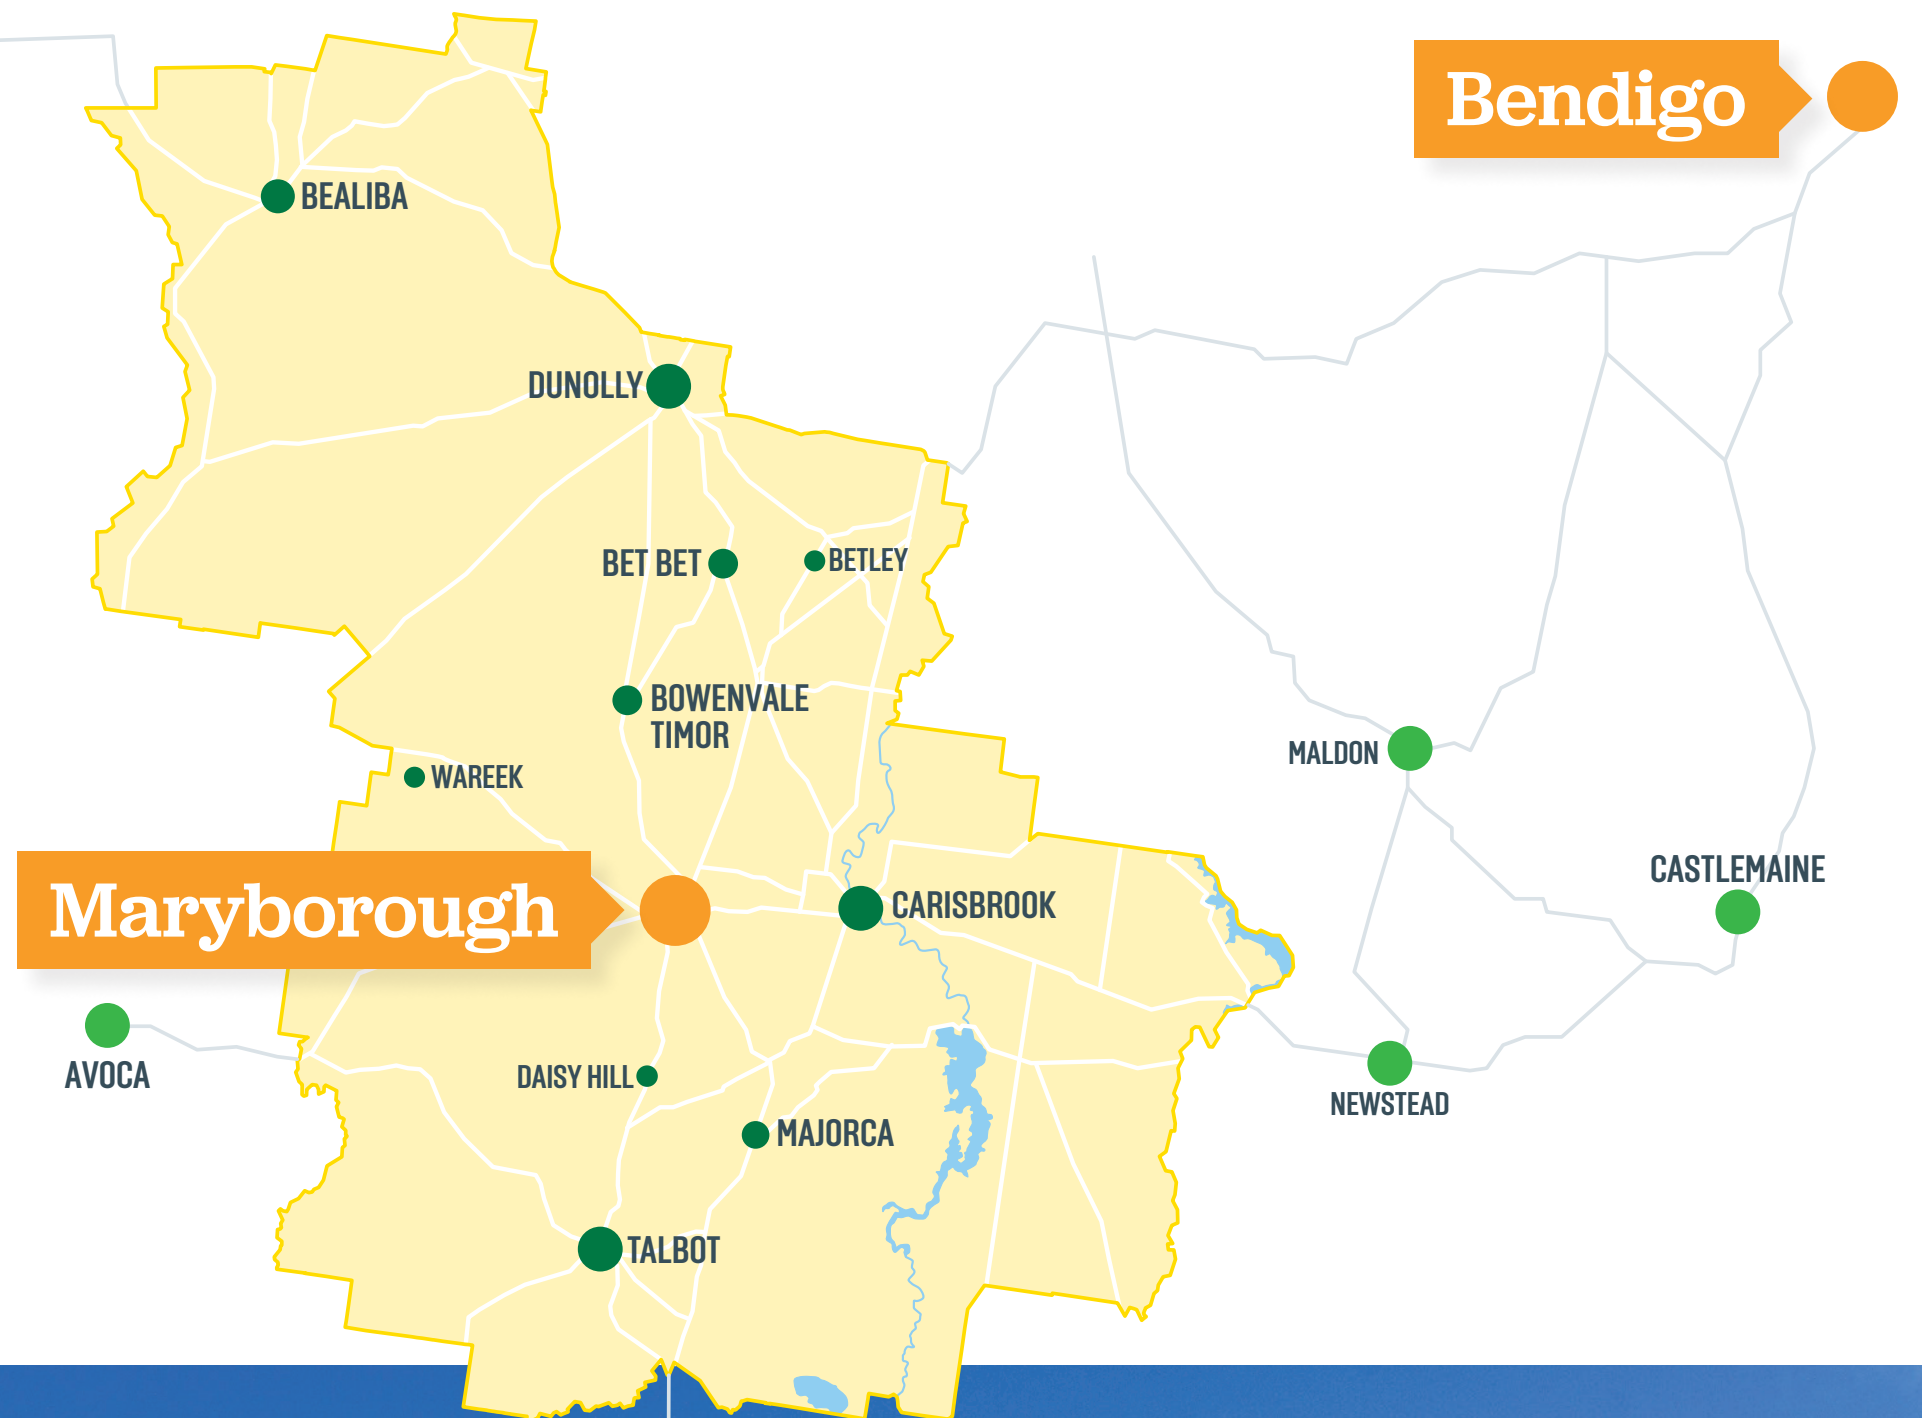 Bendigo
BEALIBA
DUNOLLY
BET BET
BETLEY
BOWENVALE
TIMOR
MALDON
WAREEK
CASTLEMAINE
Maryborough
CARISBROOK
AVOCA
DAISY HILL
NEWSTEAD
MAJORCA
TALBOT